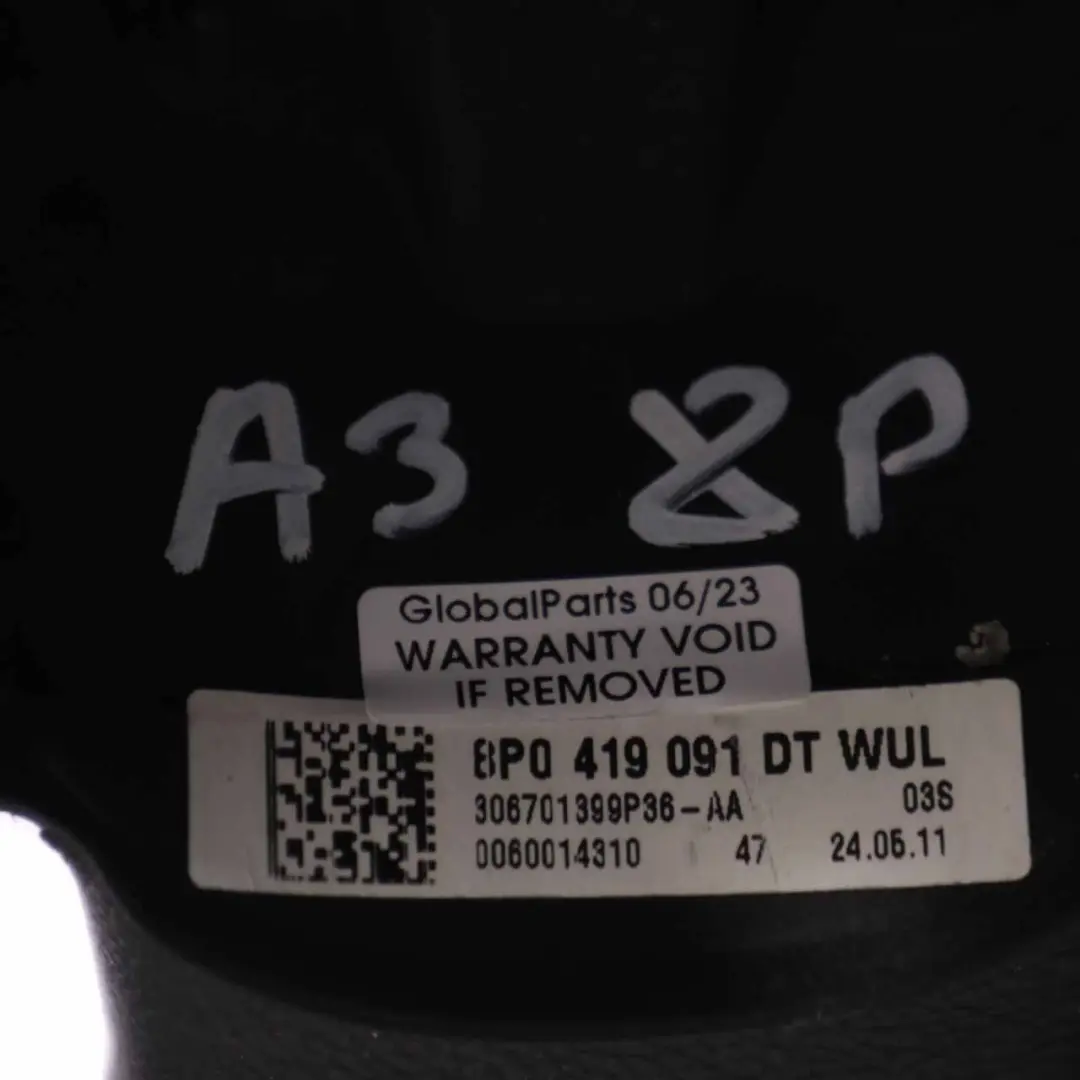 A3 8P
GlobalParts 06/23
WARRANTY VOID
IF REMOVED
8P0 419 091 DT WUL
306701399P36-AA 03S
0060014310 47 24.05.11